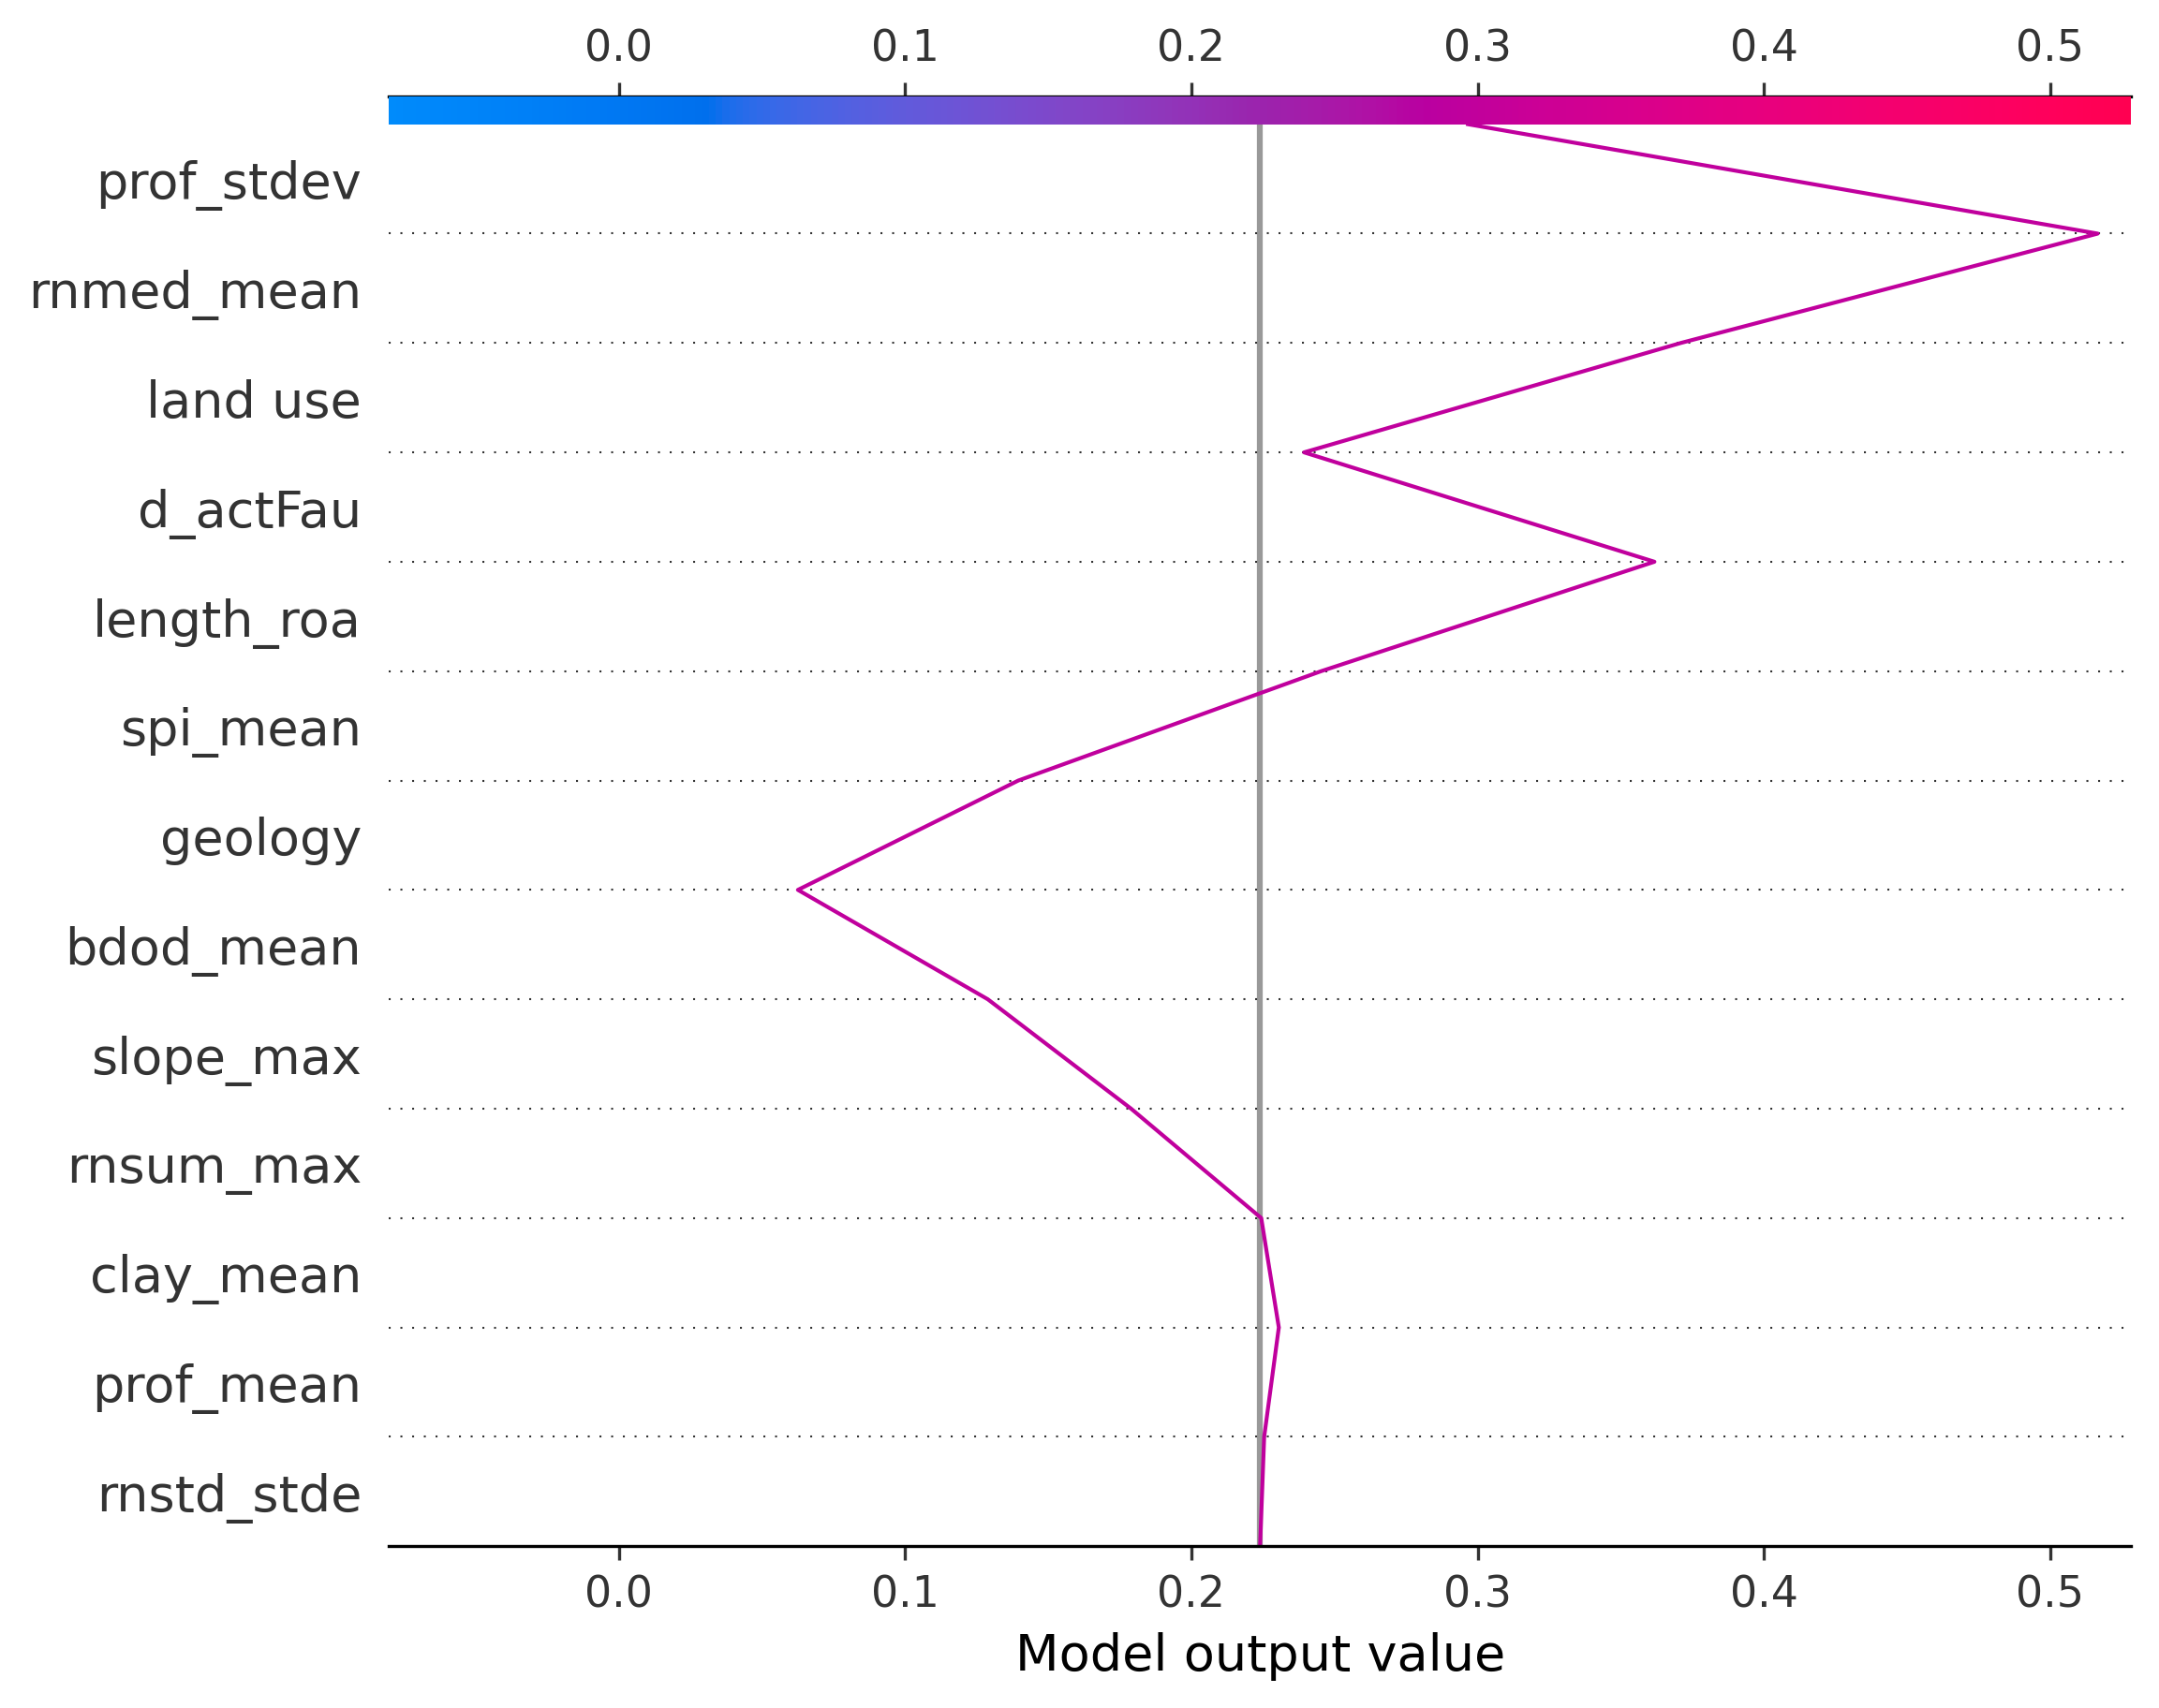 0.0 0.1 0.2 0.3 0.4 0.5
prof_stdev
rnmed_mean
land use
d_actFau
length_roa
spi_mean
geology
bdod_mean
slope_max
rnsum_max
clay_mean
prof_mean
rnstd_stde
0.0 0.1 0.2 0.3 0.4 0.5
Model output value